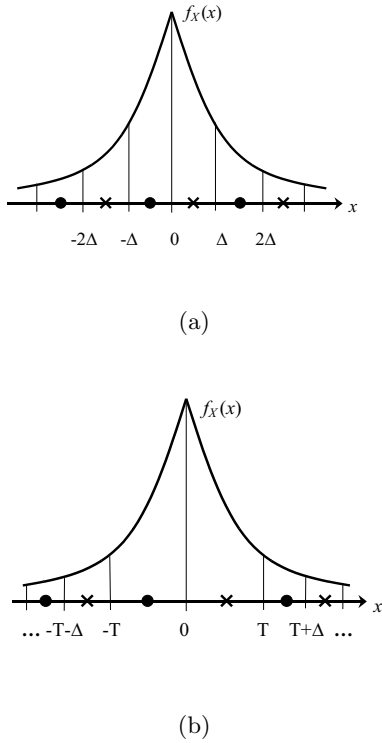 f_X(x)
x
-2Δ -Δ 0 Δ 2Δ
(a)
f_X(x)
x
... -T-Δ -T 0 T T+Δ ...
(b)